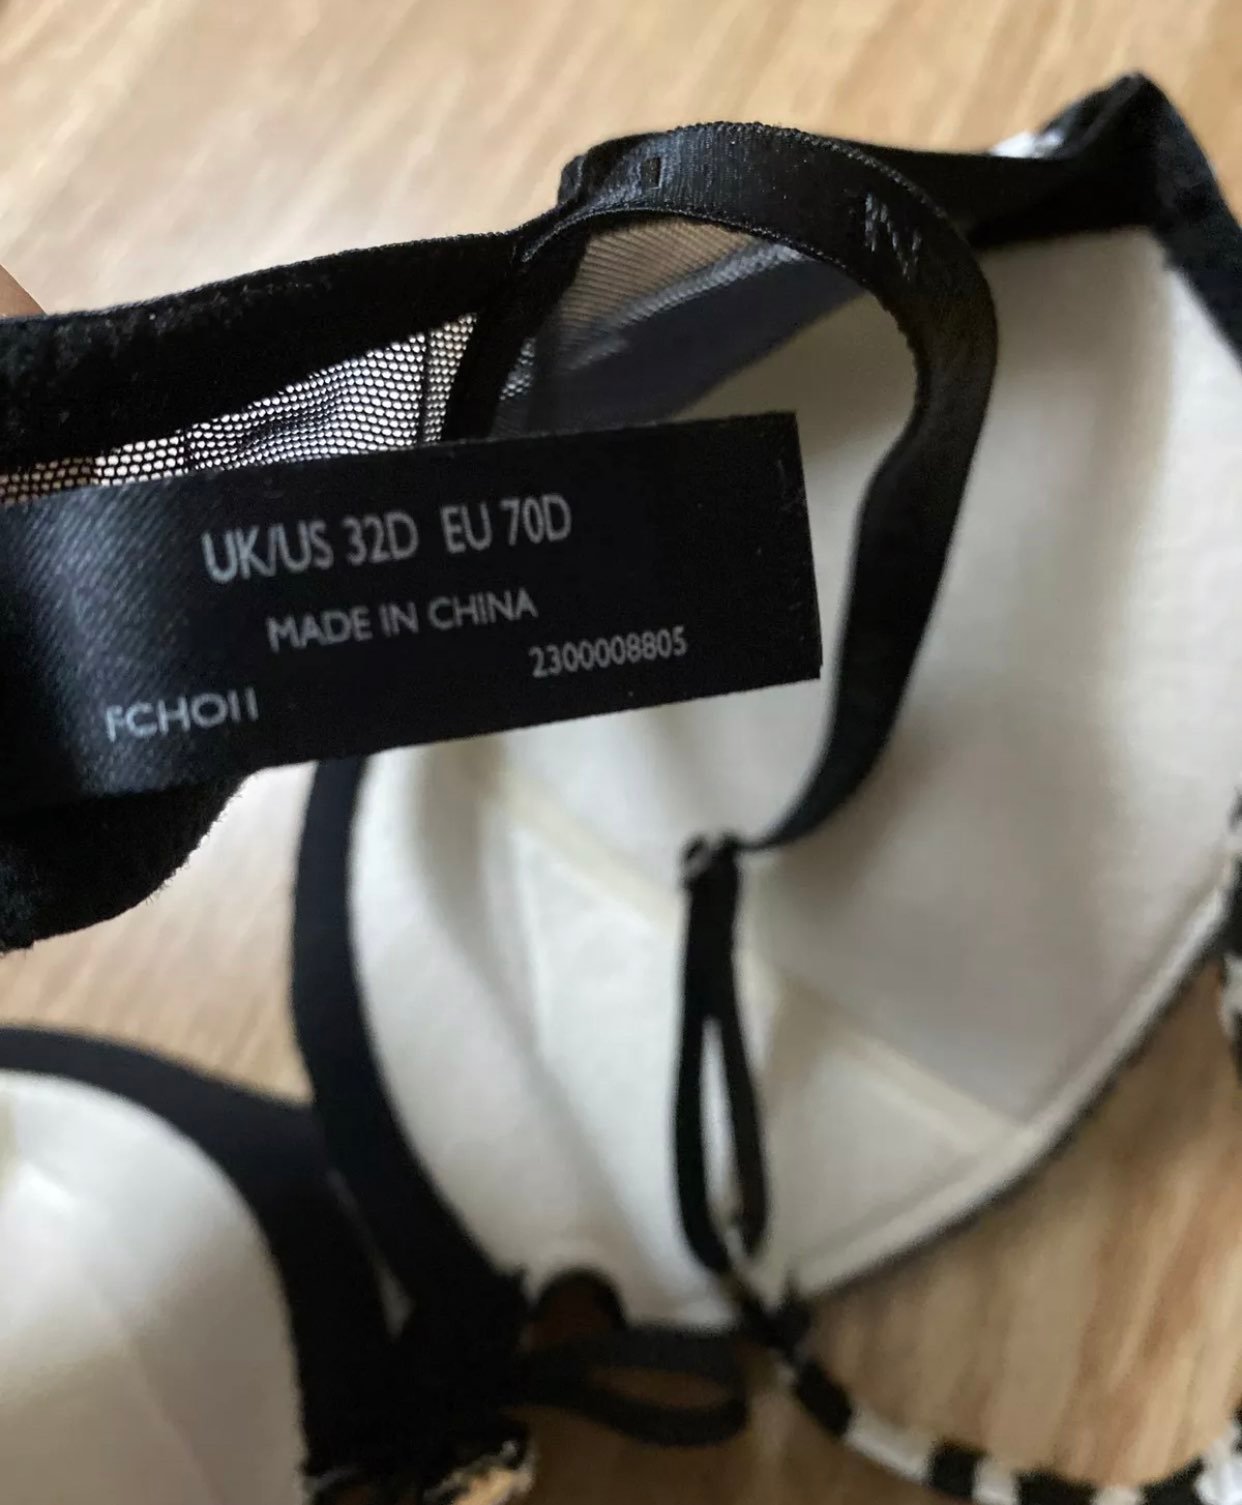 UK/US 32D EU 70D
MADE IN CHINA
2300008805
FCHO11